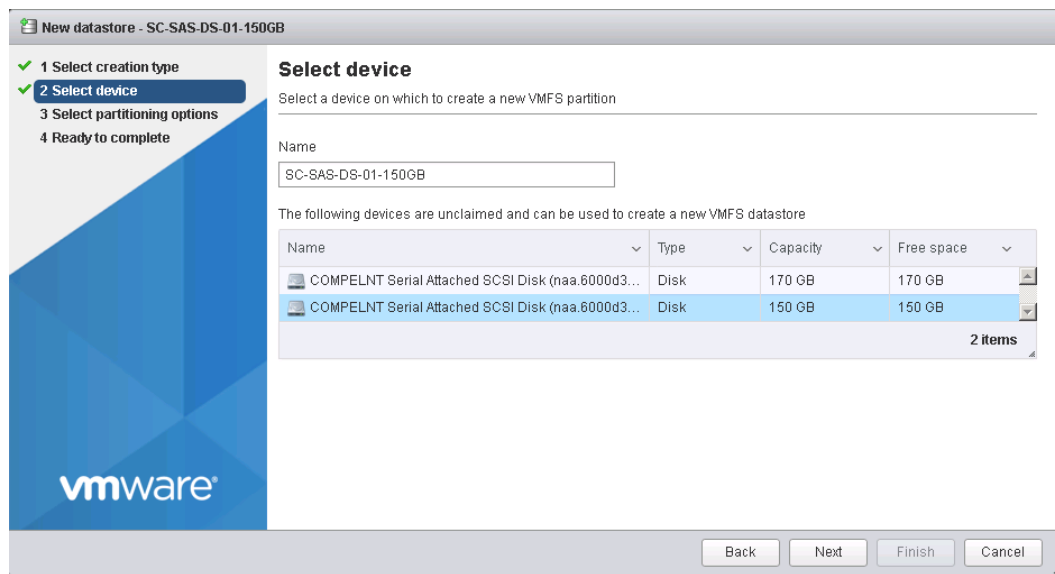 New datastore - SC-SAS-DS-01-150GB
1 Select creation type
2 Select device
3 Select partitioning options
4 Ready to complete
Select device
Select a device on which to create a new VMFS partition
Name
SC-SAS-DS-01-150GB
The following devices are unclaimed and can be used to create a new VMFS datastore
Name Type Capacity Free space
COMPELNT Serial Attached SCSI Disk (naa.6000d3... Disk 170 GB 170 GB
COMPELNT Serial Attached SCSI Disk (naa.6000d3... Disk 150 GB 150 GB
2 items
vmware®
Back Next Finish Cancel